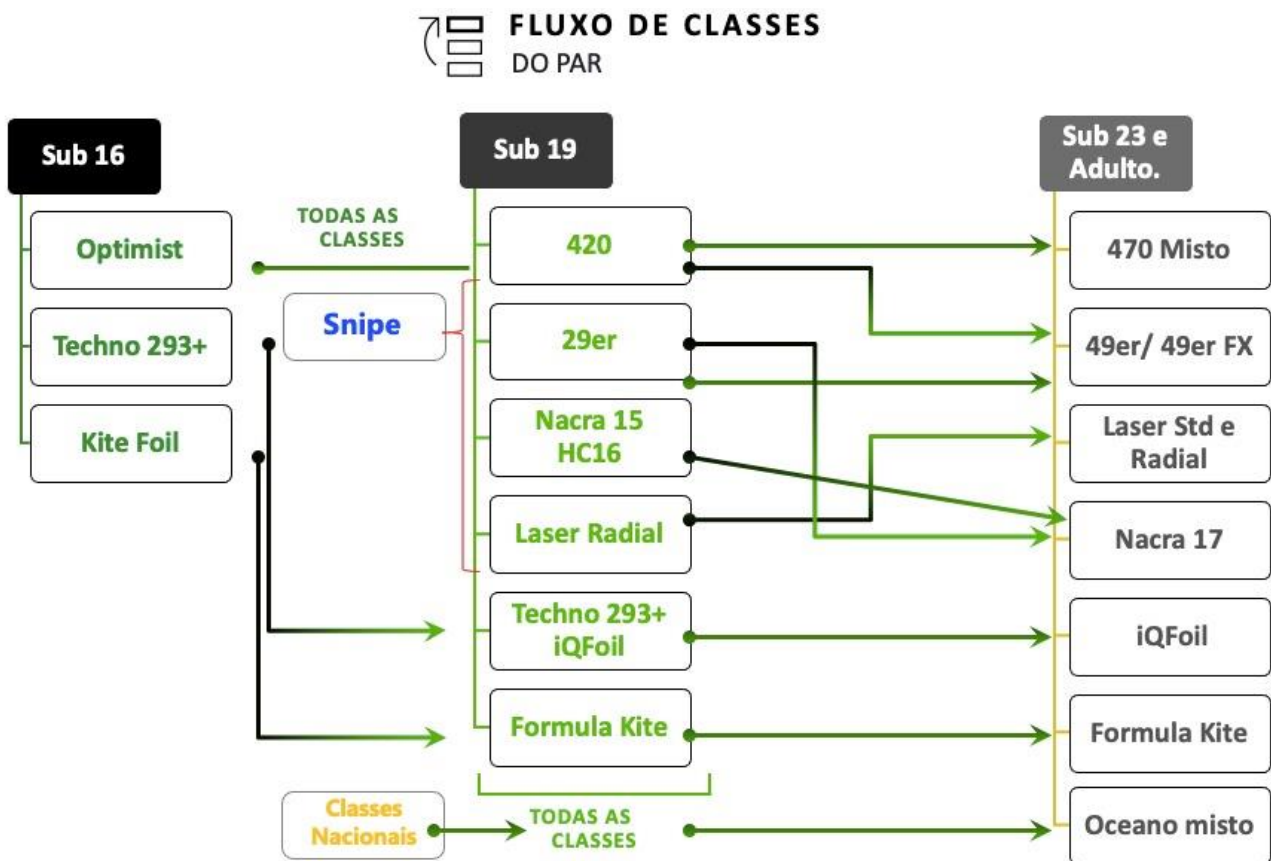 FLUXO DE CLASSES
DO PAR
Sub 16
Optimist
Techno 293+
Kite Foil
TODAS AS
CLASSES
Snipe
Sub 19
420
29er
Nacra 15
HC16
Laser Radial
Techno 293+
iQFoil
Formula Kite
Classes
Nacionais
TODAS AS
CLASSES
Sub 23 e
Adulto.
470 Misto
49er/ 49er FX
Laser Std e
Radial
Nacra 17
iQFoil
Formula Kite
Oceano misto